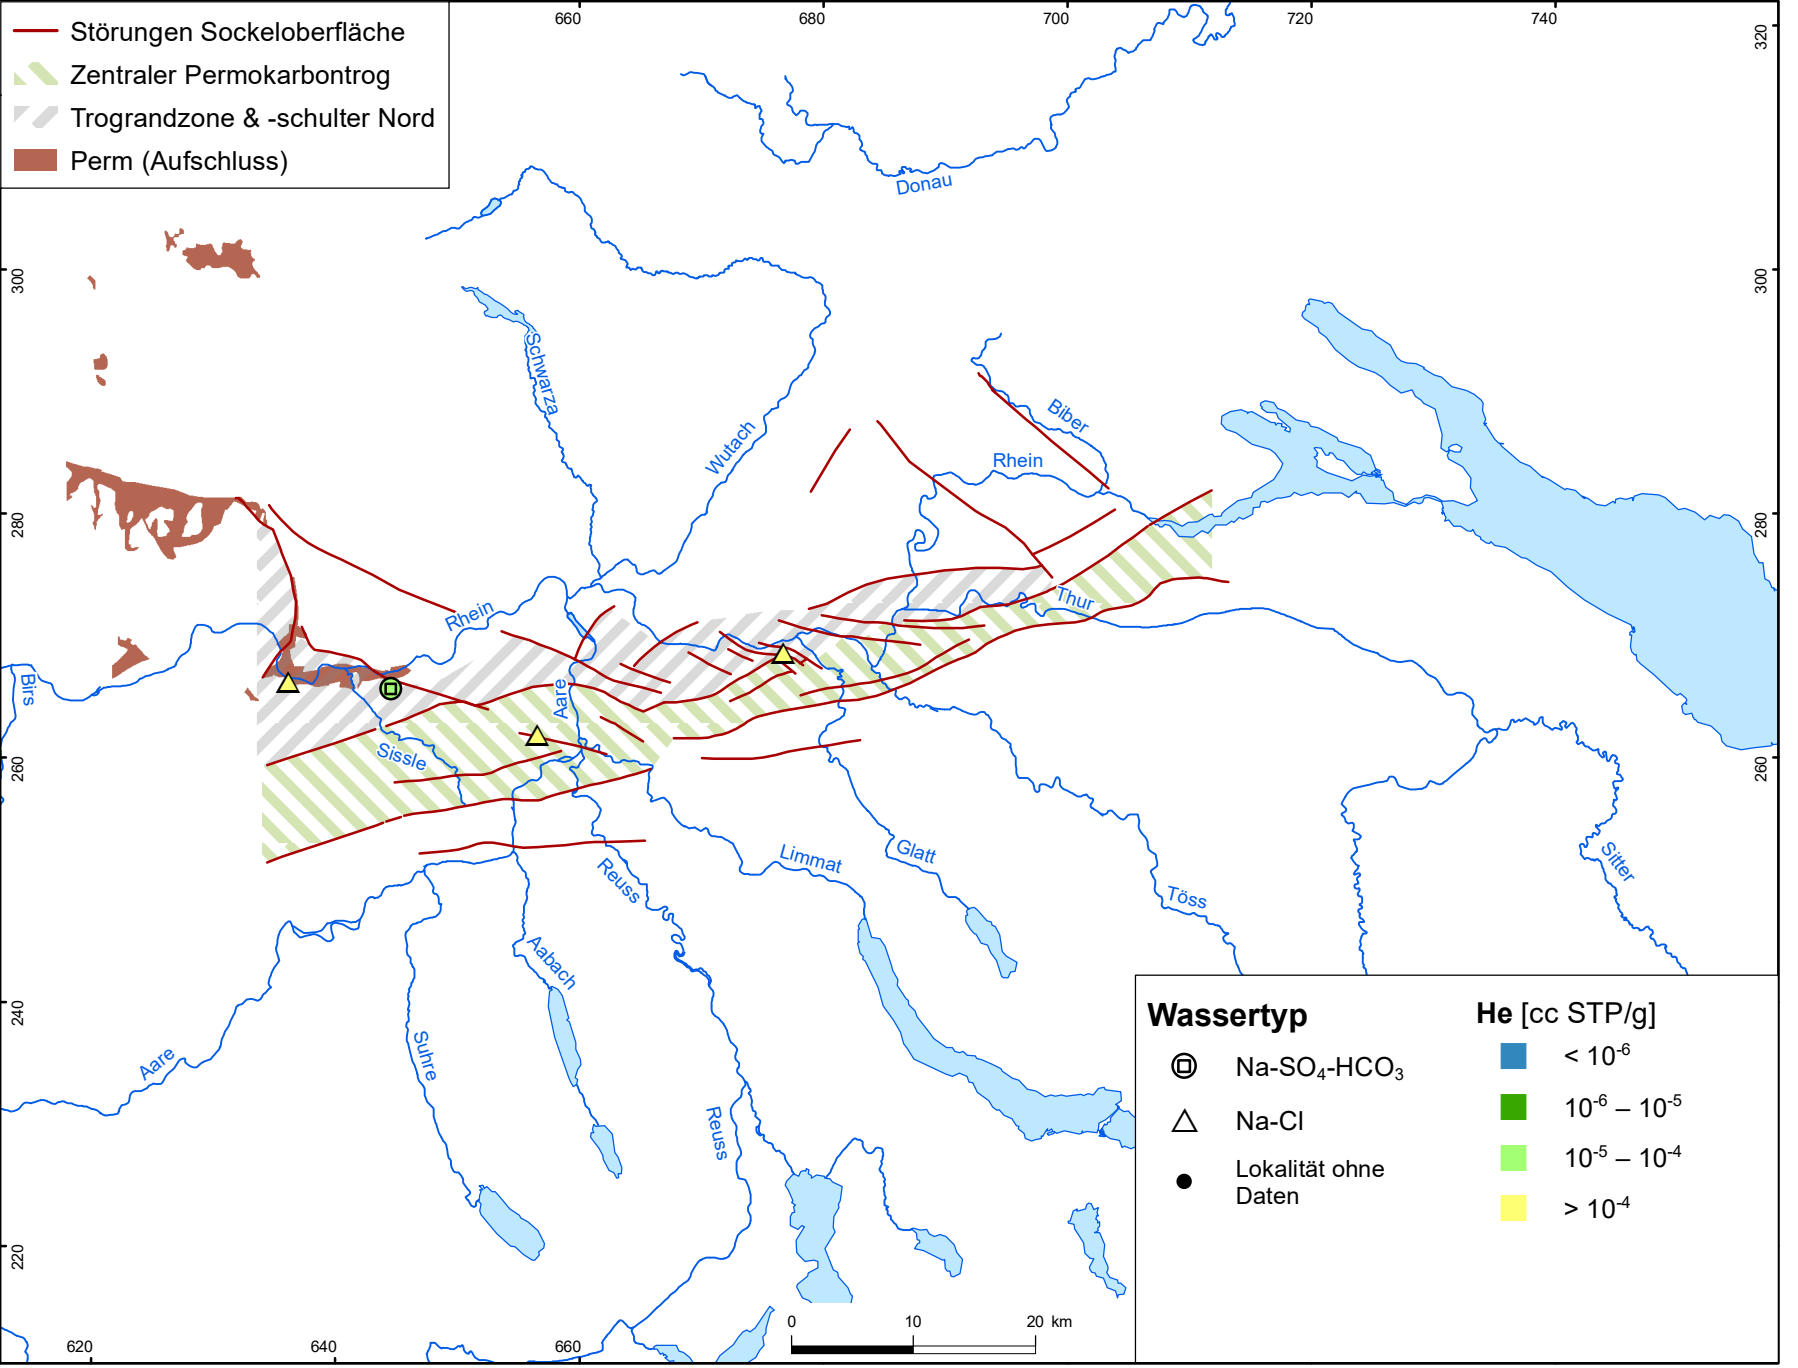 Störungen Sockeloberfläche
Zentraler Permokarbontrog
Trograndzone & -schulter Nord
Perm (Aufschluss)
660
680
700
720
740
320
320
300
300
280
280
260
260
240
220
620
640
660
Donau
Schwarza
Wutach
Biber
Rhein
Rhein
Thur
Birs
Aare
Sissle
Limmat
Glatt
Töss
Sitter
Reuss
Aabach
Suhre
Aare
Reuss
0 10 20 km
Wassertyp
Na-SO₄-HCO₃
Na-Cl
Lokalität ohne
Daten
He [cc STP/g]
< 10⁻⁶
10⁻⁶ – 10⁻⁵
10⁻⁵ – 10⁻⁴
> 10⁻⁴